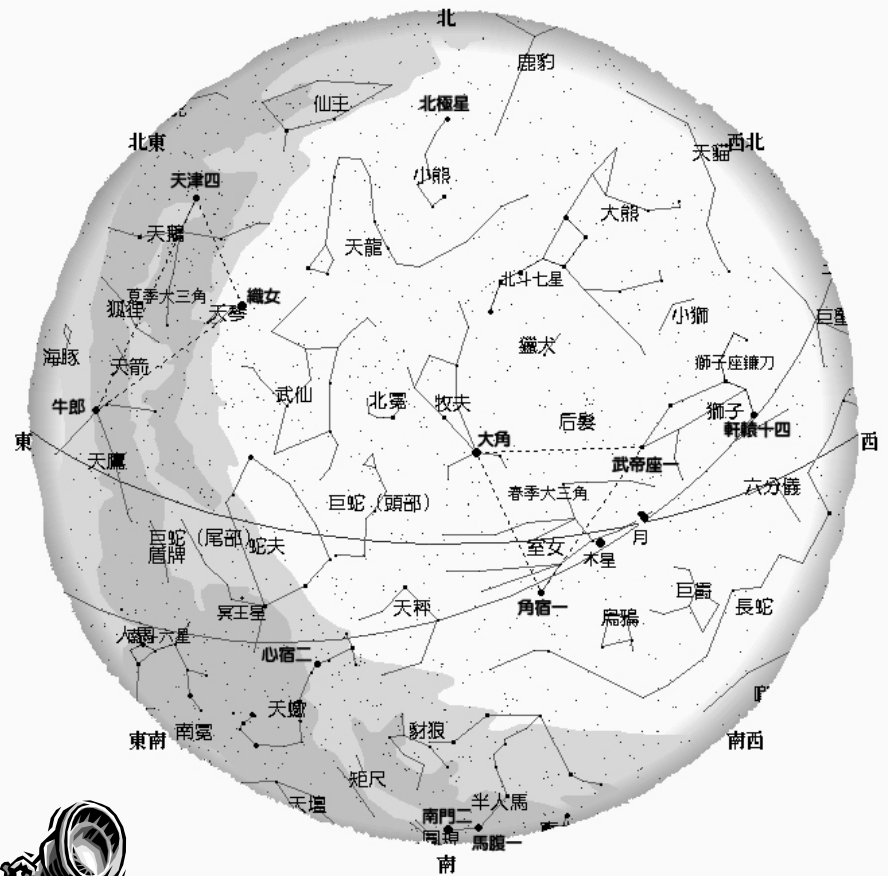 北
鹿豹
仙王
北極星
北東
西北
天貓
天津四
小熊
大熊
天鵝
天龍
北斗七星
夏季大三角
織女
狐狸
天琴
小獅
獵犬
海豚
天箭
獅子座鐮刀
武仙
北冕
牧夫
后髮
獅子
牛郎
軒轅十四
東
大角
西
武帝座一
天鷹
春季大三角
六分儀
巨蛇（頭部）
巨蛇（尾部）
蛇夫
盾牌
室女
月
木星
冥王星
天秤
角宿一
烏鴉
巨爵
長蛇
心宿二
天蠍
豺狼
南冕
東南
南西
矩尺
天壇
半人馬
南門二
圓規
馬腹一
南